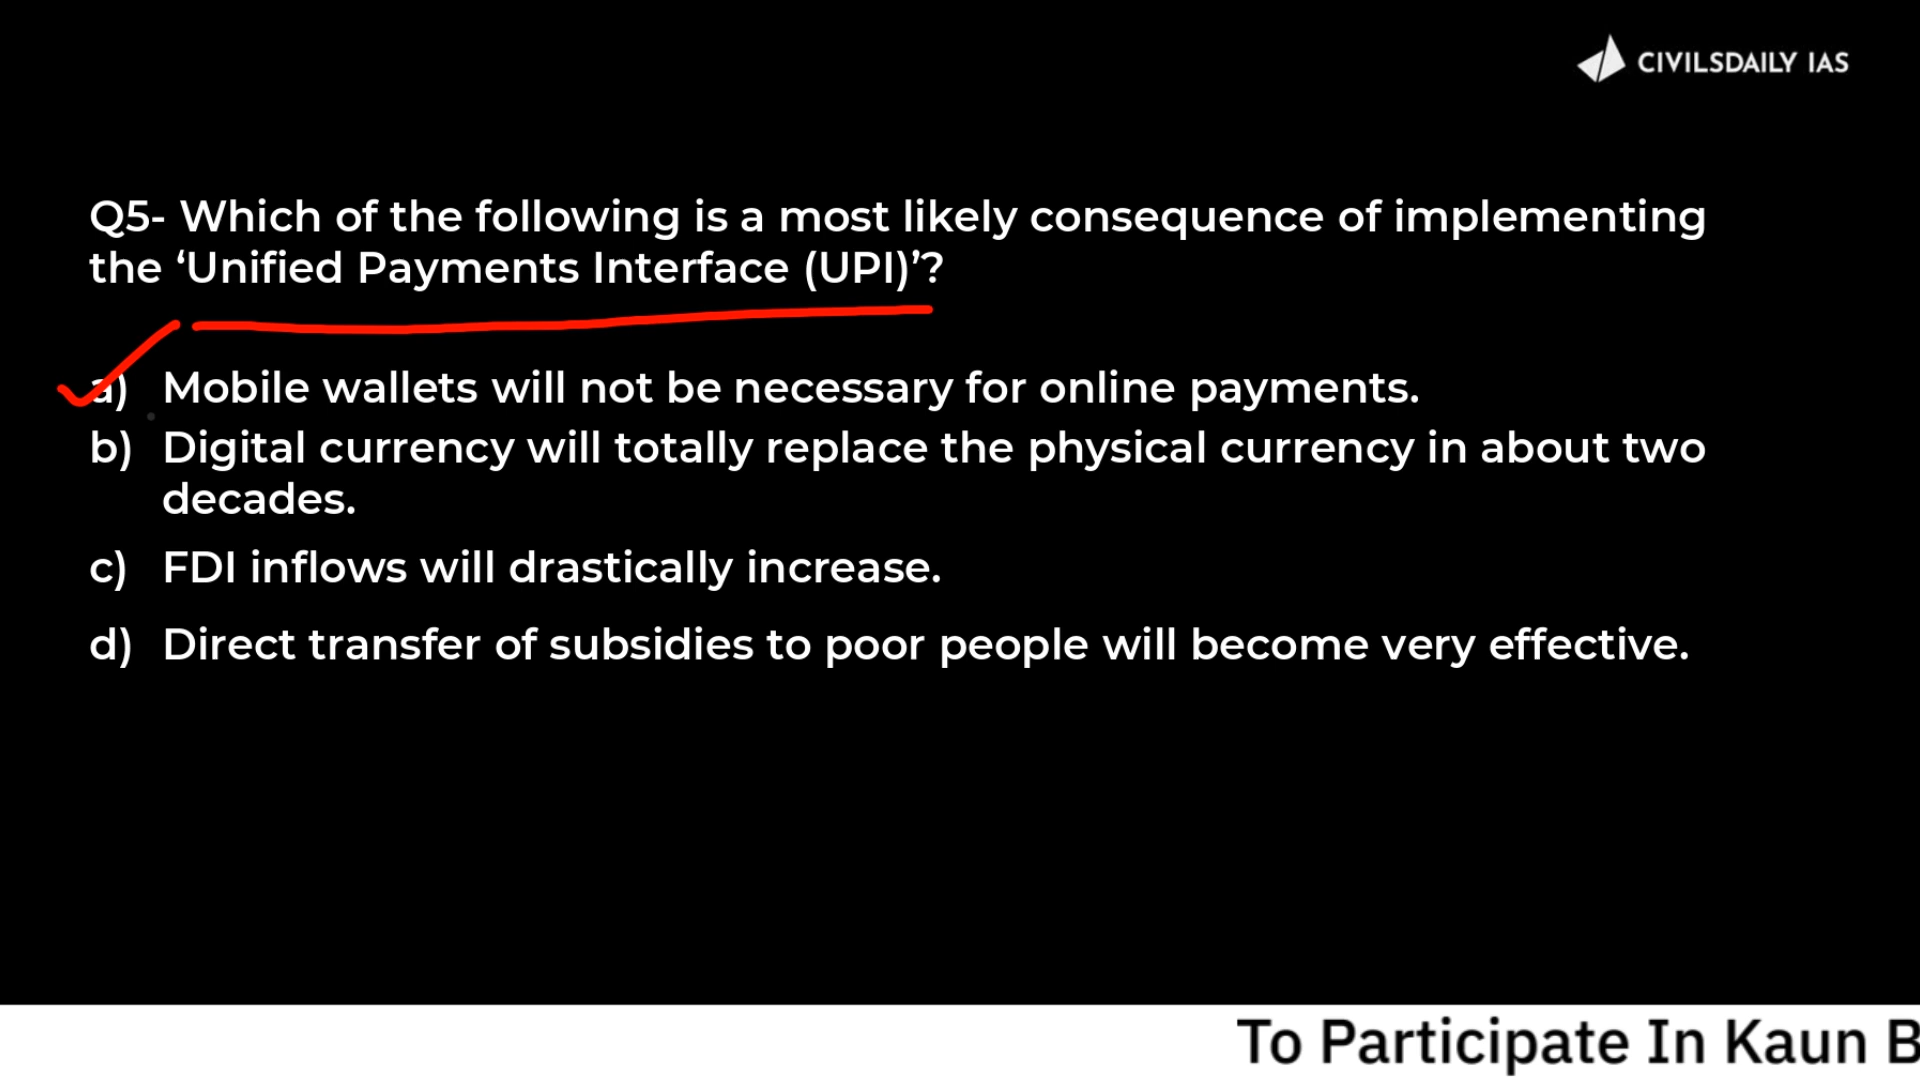 CIVILSDAILY IAS
Q5- Which of the following is a most likely consequence of implementing
the ‘Unified Payments Interface (UPI)’?
a) Mobile wallets will not be necessary for online payments.
b) Digital currency will totally replace the physical currency in about two
decades.
c) FDI inflows will drastically increase.
d) Direct transfer of subsidies to poor people will become very effective.
To Participate In Kaun B